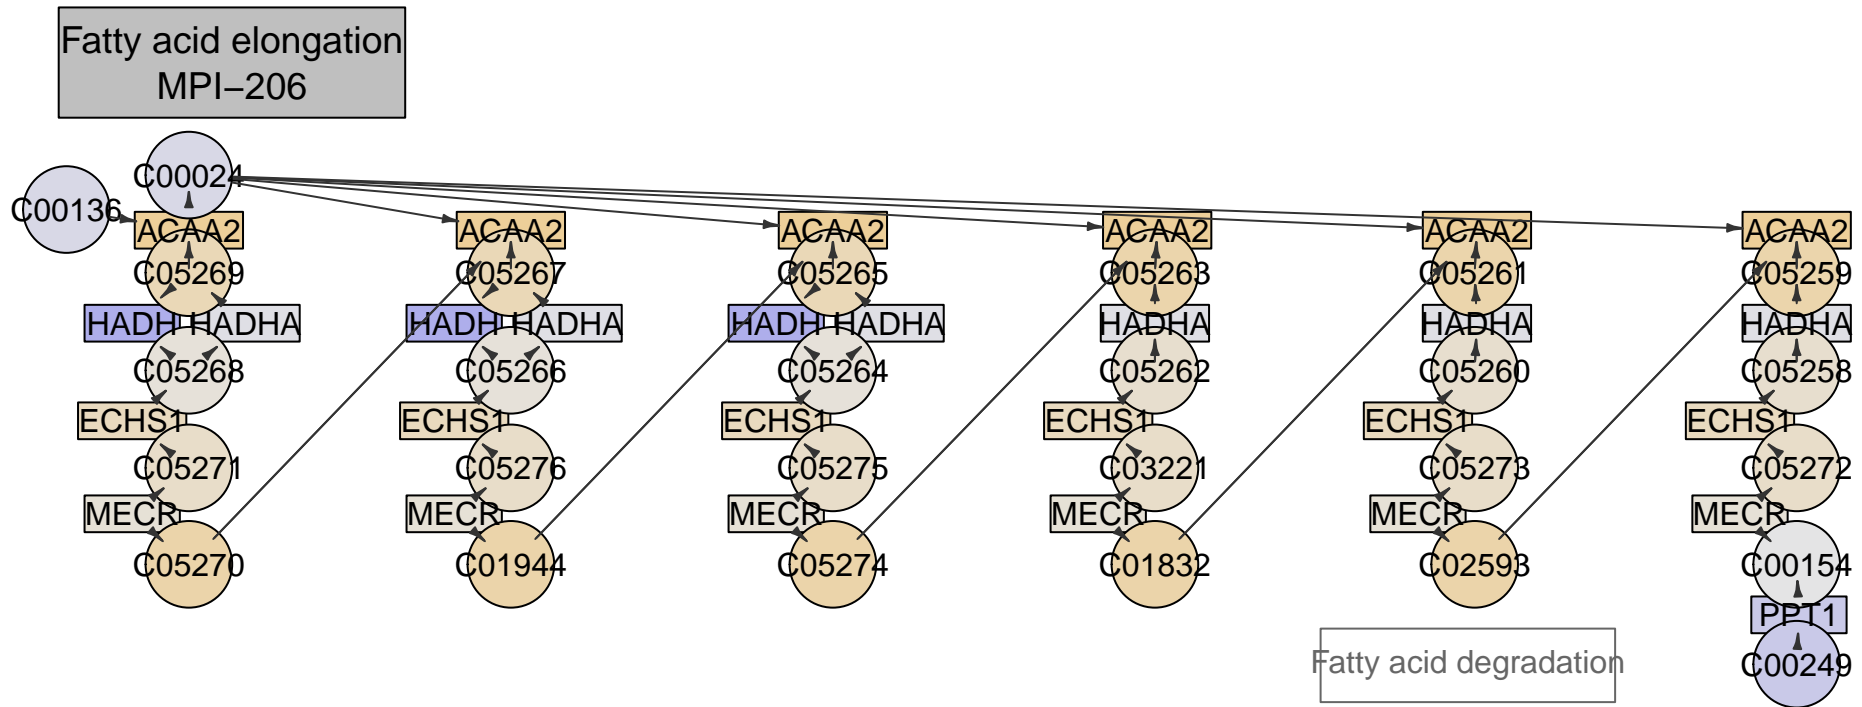 Fatty acid elongation
MPI–206
C00024
C00136
ACAA2 ACAA2 ACAA2 ACAA2 ACAA2 ACAA2
C05269 C05267 C05265 C05263 C05261 C05259
HADH HADHA HADH HADHA HADH HADHA HADHA HADHA HADHA
C05268 C05266 C05264 C05262 C05260 C05258
ECHS1 ECHS1 ECHS1 ECHS1 ECHS1 ECHS1
C05271 C05276 C05275 C03221 C05273 C05272
MECR MECR MECR MECR MECR MECR
C05270 C01944 C05274 C01832 C02593 C00154
PPT1
Fatty acid degradation C00249